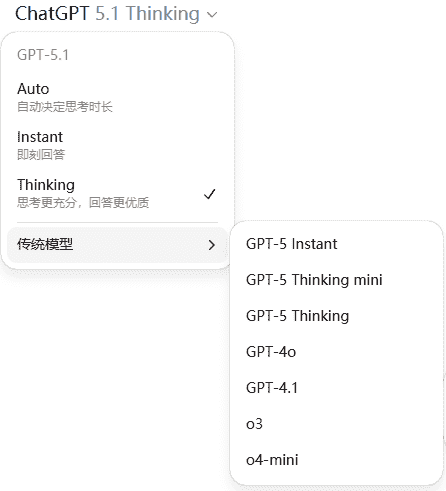 ChatGPT 5.1 Thinking
GPT-5.1
Auto
自动决定思考时长
Instant
即刻回答
Thinking
思考更充分，回答更优质
传统模型
GPT-5 Instant
GPT-5 Thinking mini
GPT-5 Thinking
GPT-4o
GPT-4.1
o3
o4-mini